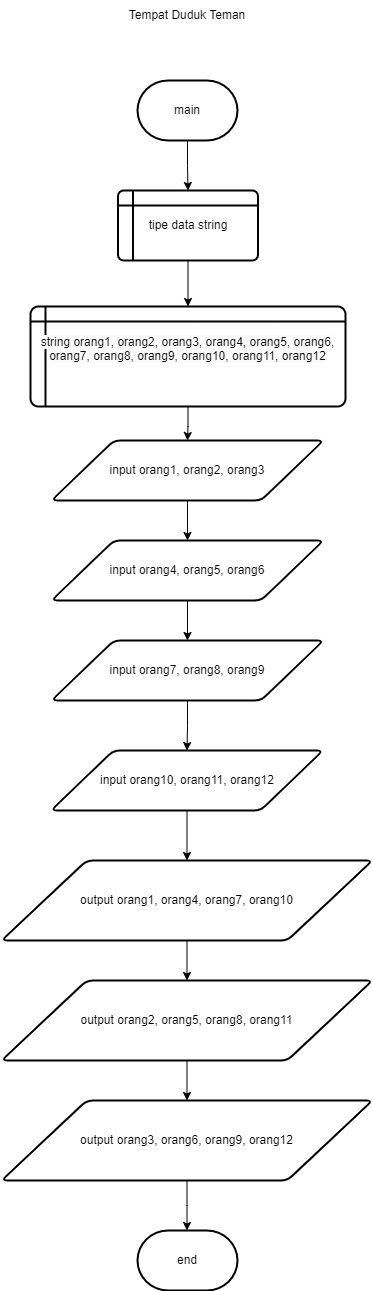 Tempat Duduk Teman
main
tipe data string
string orang1, orang2, orang3, orang4, orang5, orang6,
orang7, orang8, orang9, orang10, orang11, orang12
input orang1, orang2, orang3
input orang4, orang5, orang6
input orang7, orang8, orang9
input orang10, orang11, orang12
output orang1, orang4, orang7, orang10
output orang2, orang5, orang8, orang11
output orang3, orang6, orang9, orang12
end